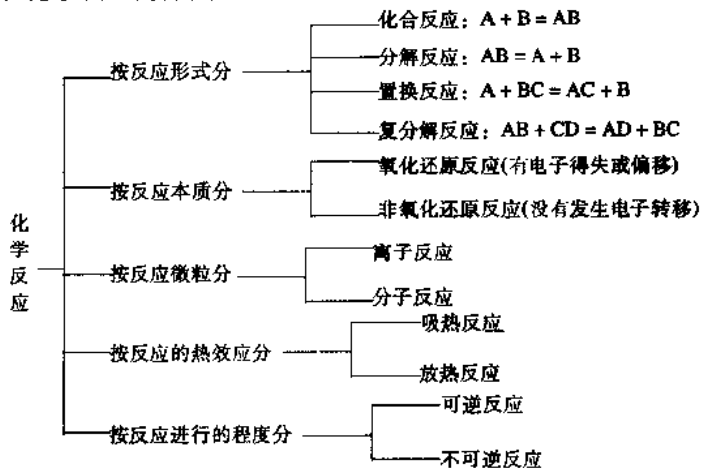 化合反应：A + B = AB
分解反应：AB = A + B
按反应形式分
置换反应：A + BC = AC + B
复分解反应：AB + CD = AD + BC
氧化还原反应(有电子得失或偏移)
按反应本质分
非氧化还原反应(没有发生电子转移)
化学反应
离子反应
按反应微粒分
分子反应
吸热反应
按反应的热效应分
放热反应
可逆反应
按反应进行的程度分
不可逆反应